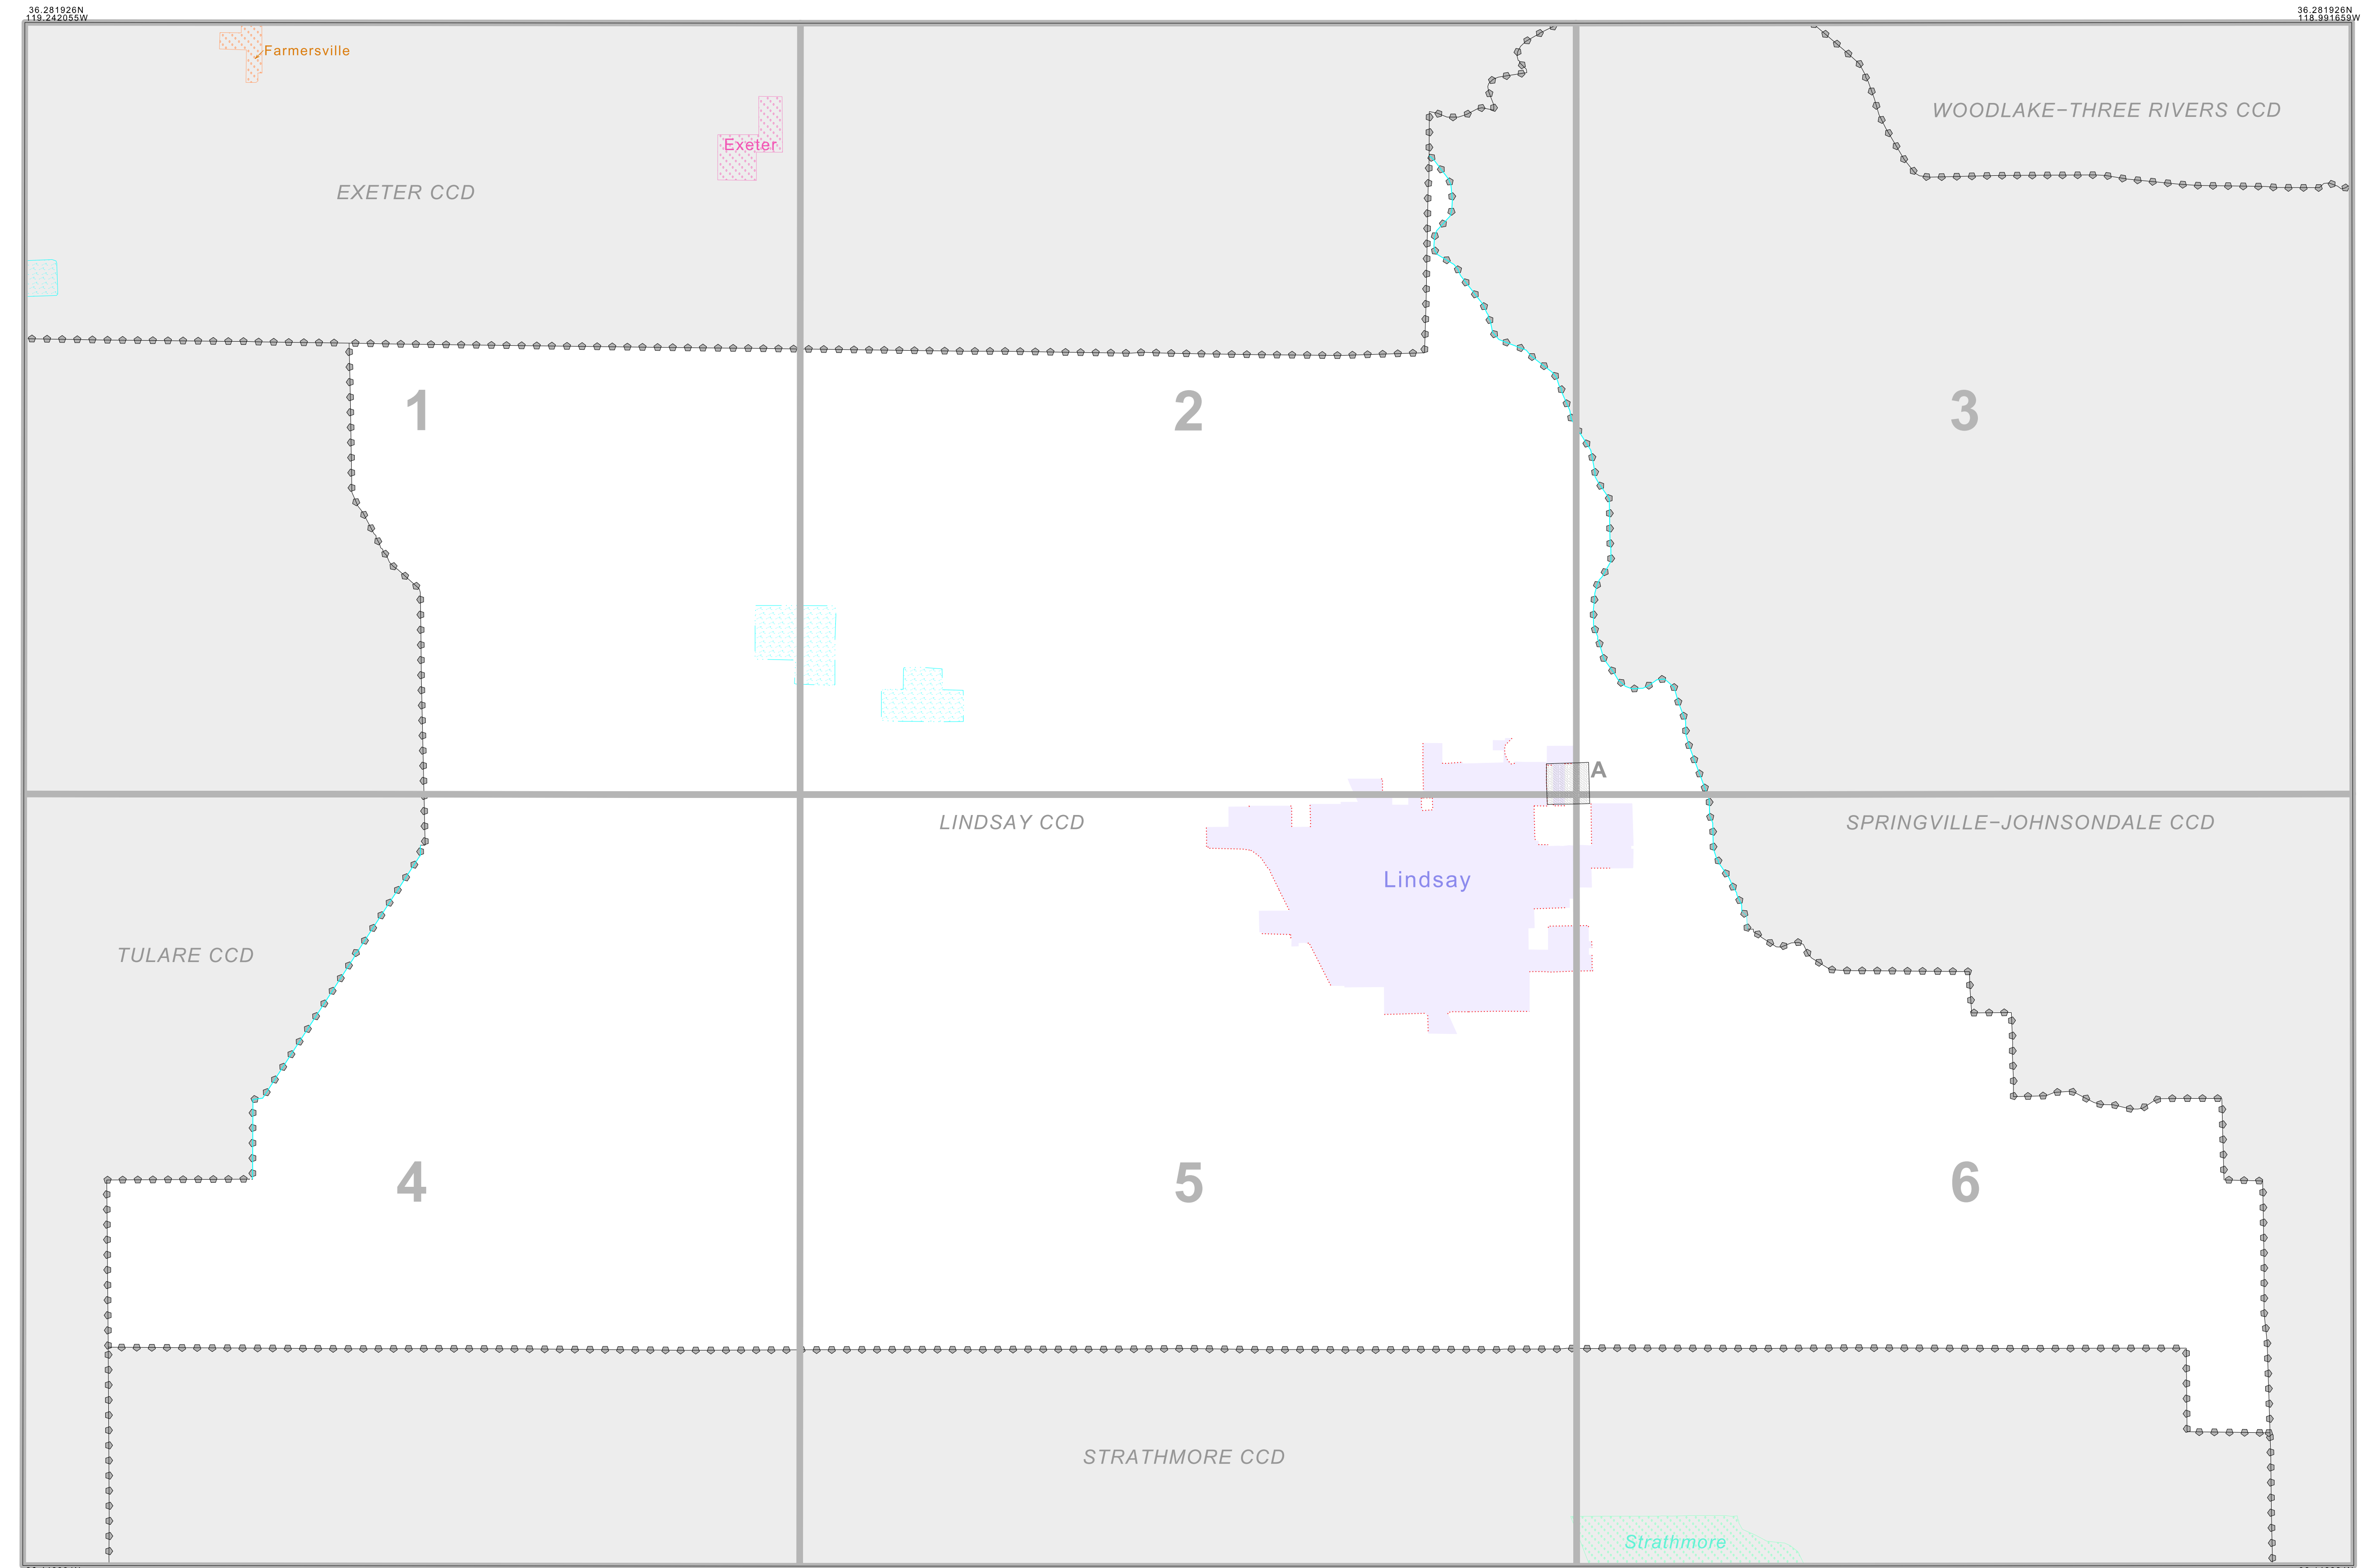 36.281926N
119.242055W
36.281926N
118.991659W
Farmersville
WOODLAKE–THREE RIVERS CCD
Exeter
EXETER CCD
1
2
3
A
LINDSAY CCD
SPRINGVILLE–JOHNSONDALE CCD
Lindsay
TULARE CCD
4
5
6
STRATHMORE CCD
Strathmore